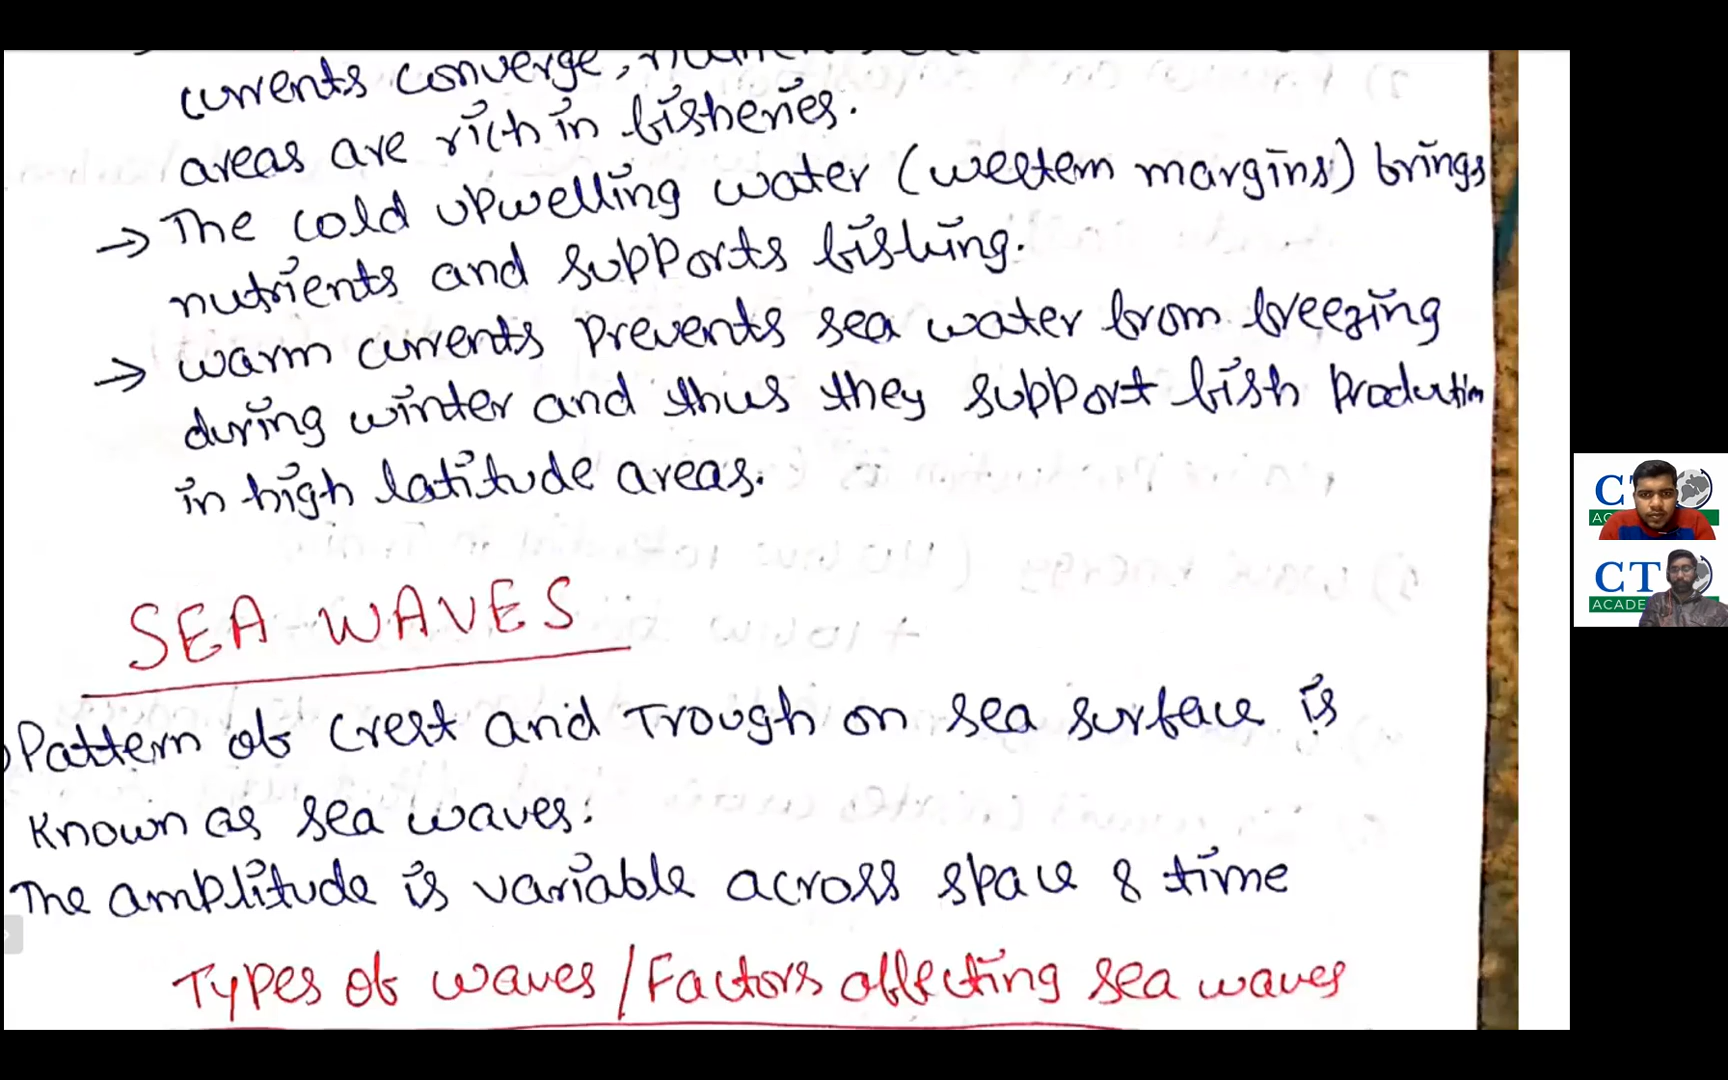 currents converge,
areas are rich in fisheries.
→ The cold upwelling water (western margins) brings
nutrients and supports fishing.
→ warm currents prevents sea water from freezing
during winter and thus they support fish production
in high latitude areas.
SEA WAVES
Pattern of crest and Trough on sea surface is
known as sea waves.
The amplitude is variable across space & time
Types of waves / Factors affecting sea waves
CT
ACADE